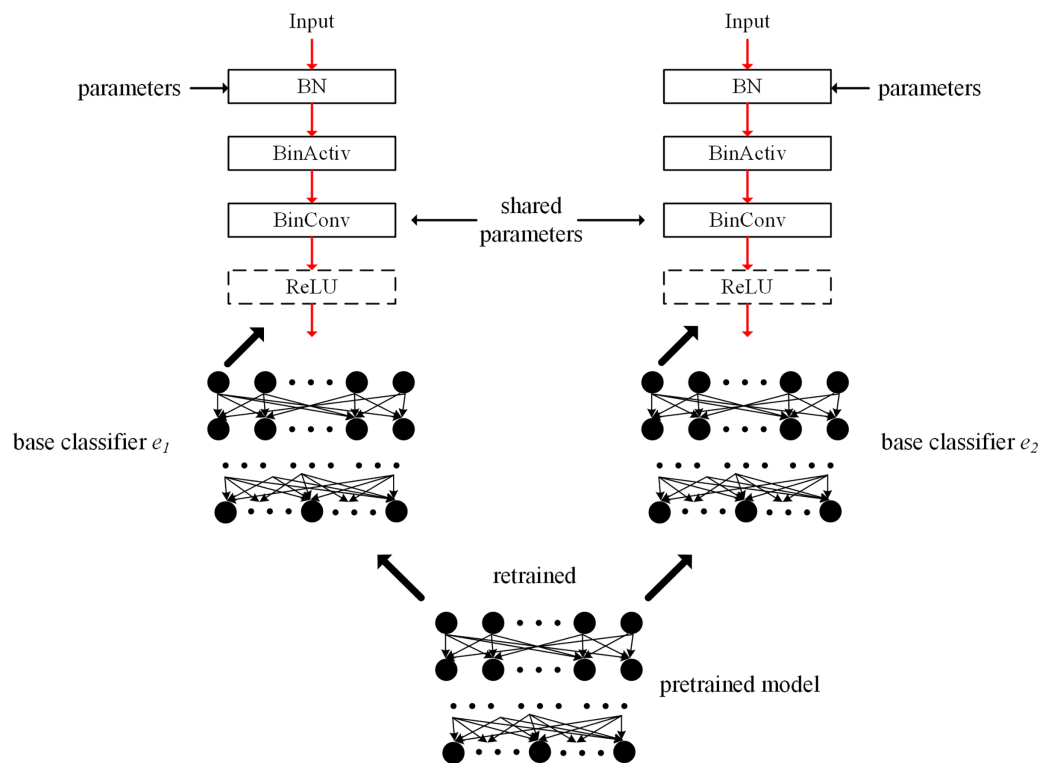 Input
Input
parameters
BN
BN
parameters
BinActiv
BinActiv
BinConv
shared
parameters
BinConv
ReLU
ReLU
base classifier e1
base classifier e2
retrained
pretrained model